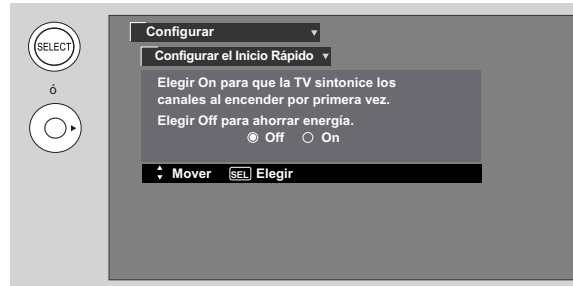 SELECT
ó
Configurar
Configurar el Inicio Rápido
Elegir On para que la TV sintonice los
canales al encender por primera vez.
Elegir Off para ahorrar energía.
Off On
Mover SEL Elegir